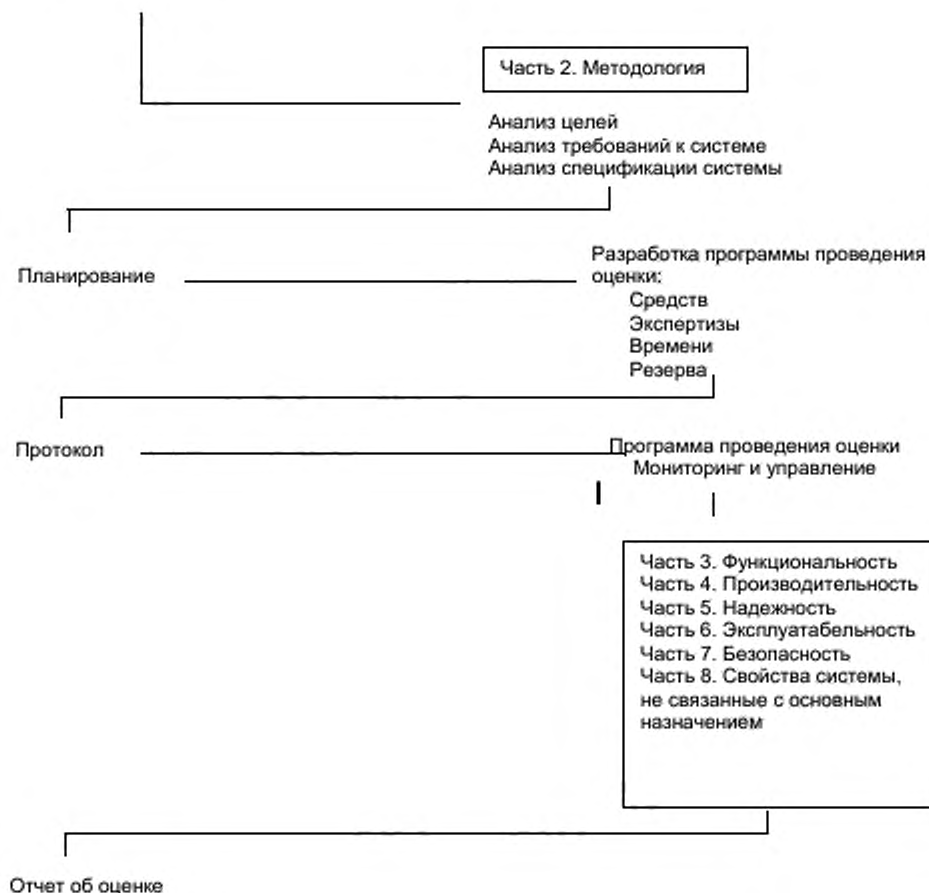 Часть 2. Методология
Анализ целей
Анализ требований к системе
Анализ спецификации системы
Планирование
Разработка программы проведения
оценки:
Средств
Экспертизы
Времени
Резерва
Протокол
Программа проведения оценки
Мониторинг и управление
Часть 3. Функциональность
Часть 4. Производительность
Часть 5. Надежность
Часть 6. Эксплуатабельность
Часть 7. Безопасность
Часть 8. Свойства системы,
не связанные с основным
назначением
Отчет об оценке